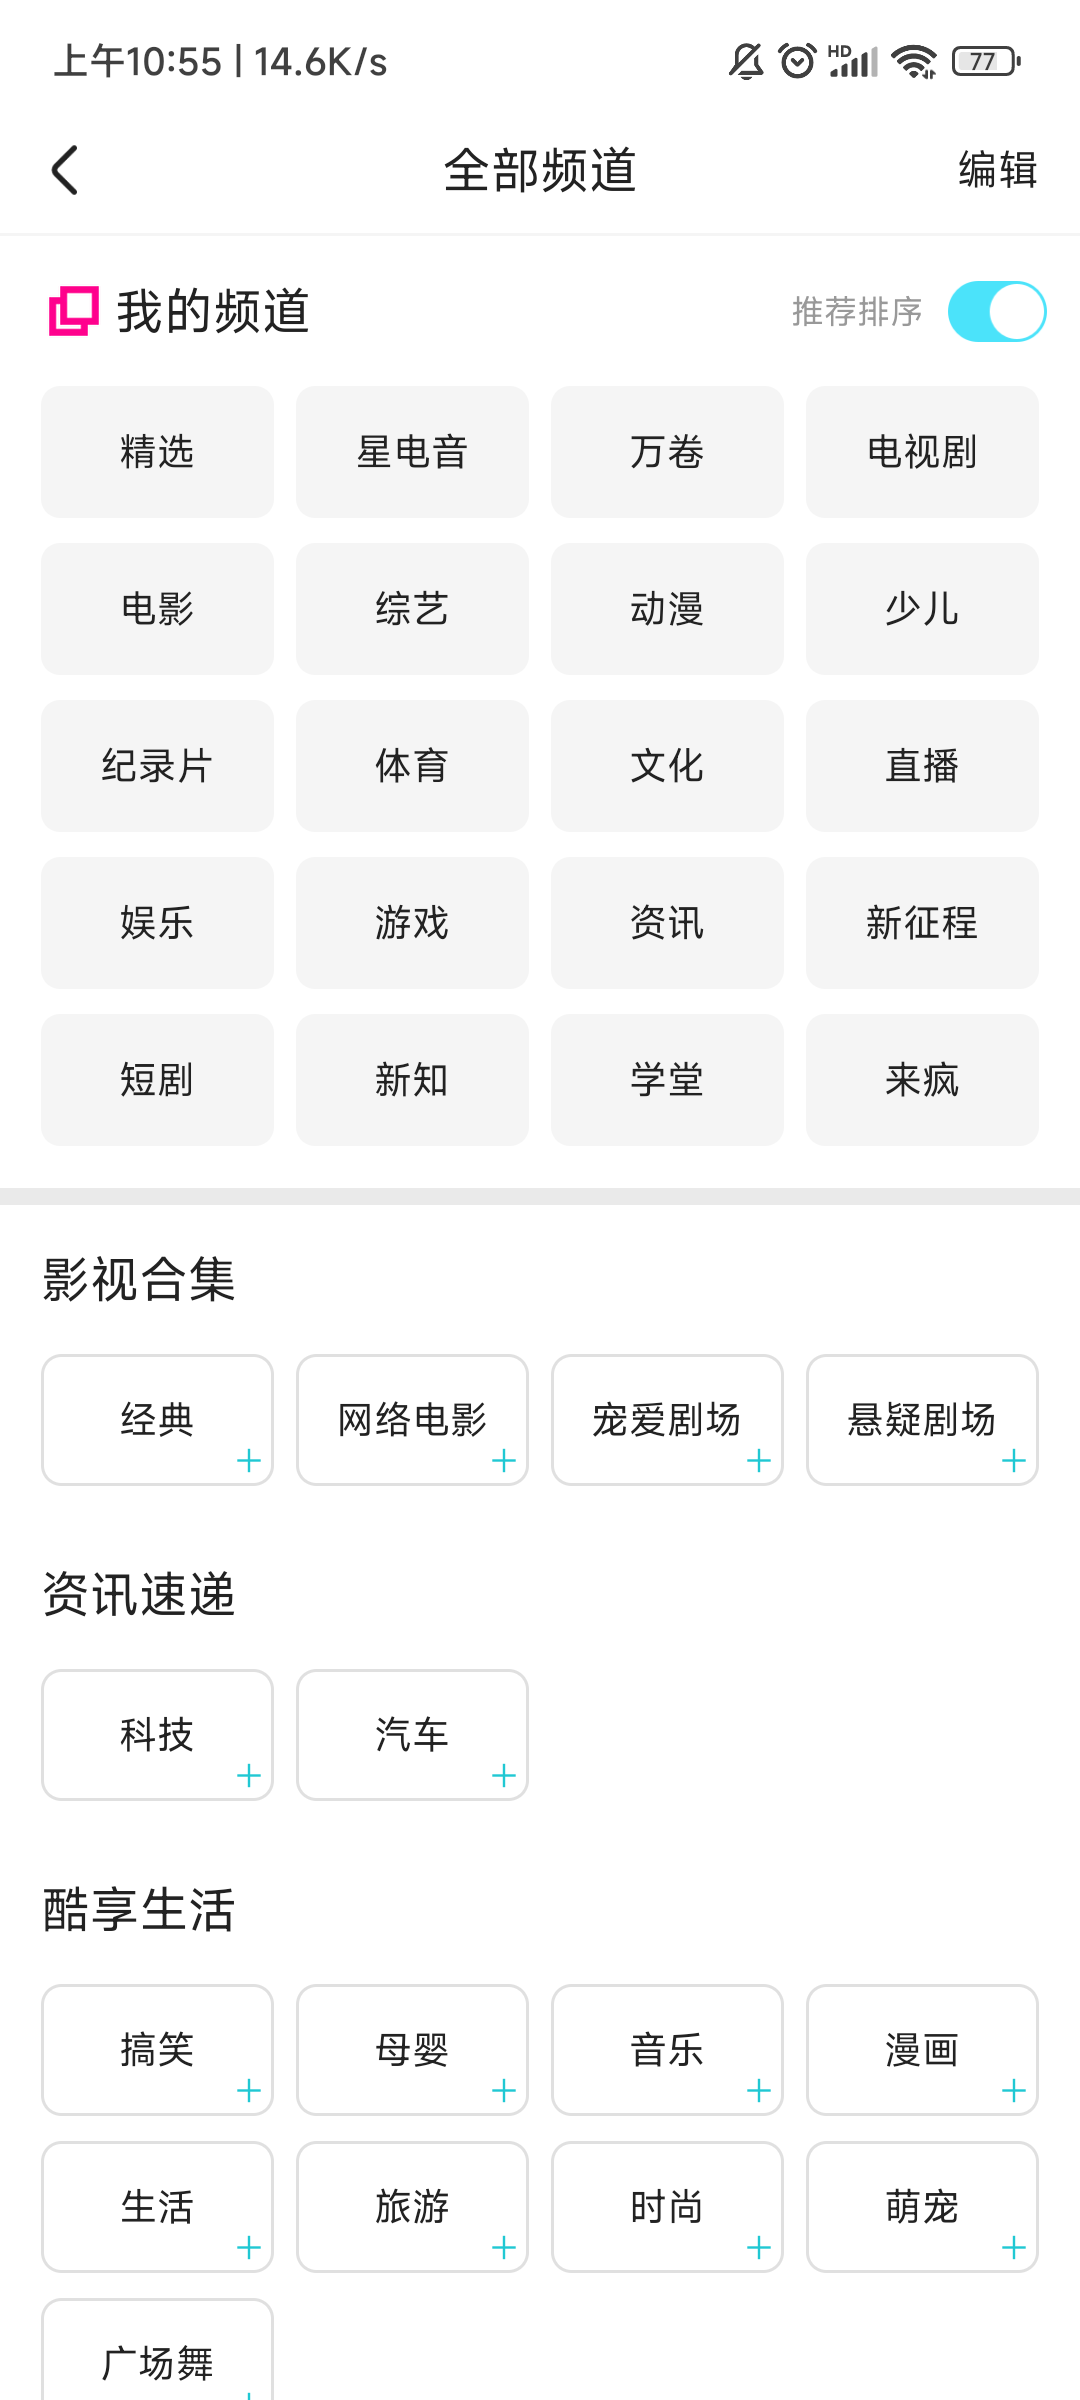 上午10:55 | 14.6K/s HD 77
全部频道 编辑
我的频道 推荐排序
精选 星电音 万卷 电视剧
电影 综艺 动漫 少儿
纪录片 体育 文化 直播
娱乐 游戏 资讯 新征程
短剧 新知 学堂 来疯
影视合集
经典 网络电影 宠爱剧场 悬疑剧场
资讯速递
科技 汽车
酷享生活
搞笑 母婴 音乐 漫画
生活 旅游 时尚 萌宠
广场舞